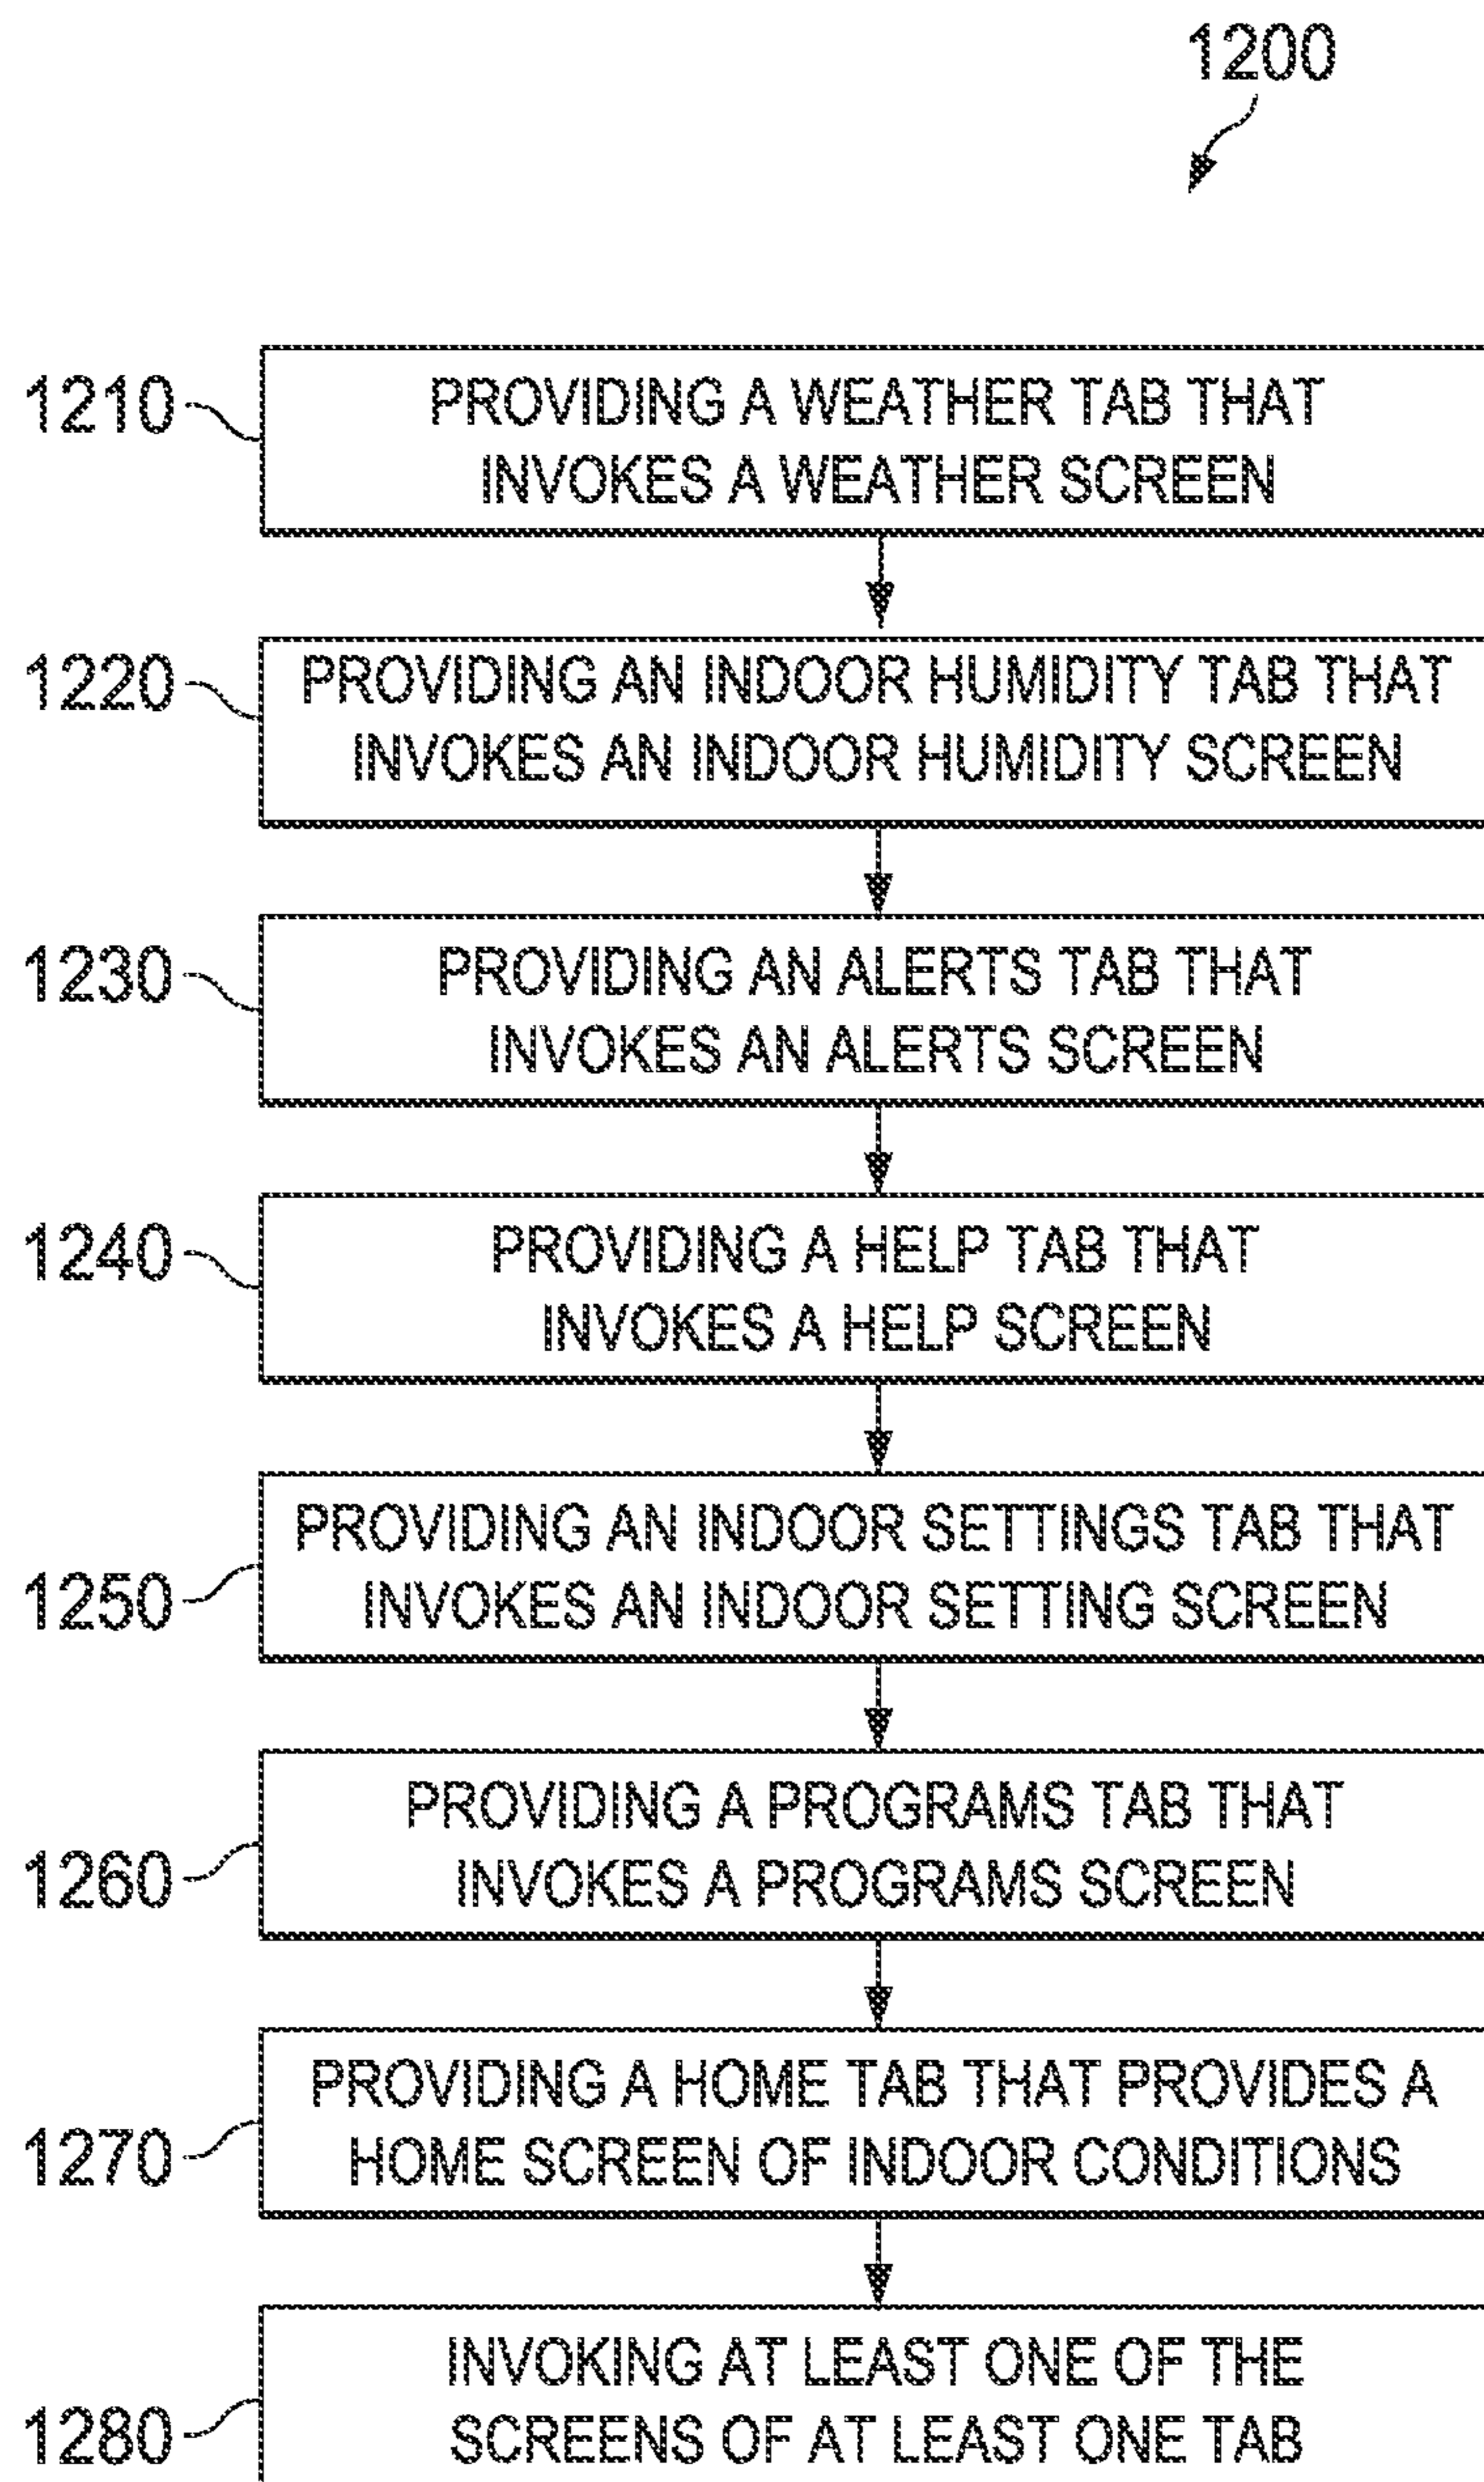 1200
1210
PROVIDING A WEATHER TAB THAT
INVOKES A WEATHER SCREEN
1220
PROVIDING AN INDOOR HUMIDITY TAB THAT
INVOKES AN INDOOR HUMIDITY SCREEN
1230
PROVIDING AN ALERTS TAB THAT
INVOKES AN ALERTS SCREEN
1240
PROVIDING A HELP TAB THAT
INVOKES A HELP SCREEN
1250
PROVIDING AN INDOOR SETTINGS TAB THAT
INVOKES AN INDOOR SETTING SCREEN
1260
PROVIDING A PROGRAMS TAB THAT
INVOKES A PROGRAMS SCREEN
1270
PROVIDING A HOME TAB THAT PROVIDES A
HOME SCREEN OF INDOOR CONDITIONS
1280
INVOKING AT LEAST ONE OF THE
SCREENS OF AT LEAST ONE TAB